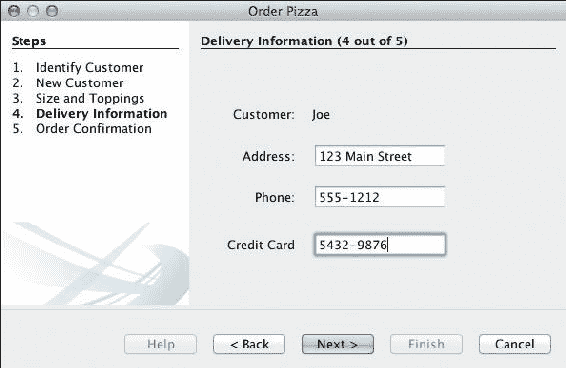 Order Pizza
Steps
1. Identify Customer
2. New Customer
3. Size and Toppings
4. Delivery Information
5. Order Confirmation
Delivery Information (4 out of 5)
Customer: Joe
Address: 123 Main Street
Phone: 555-1212
Credit Card 5432-9876
Help < Back Next > Finish Cancel